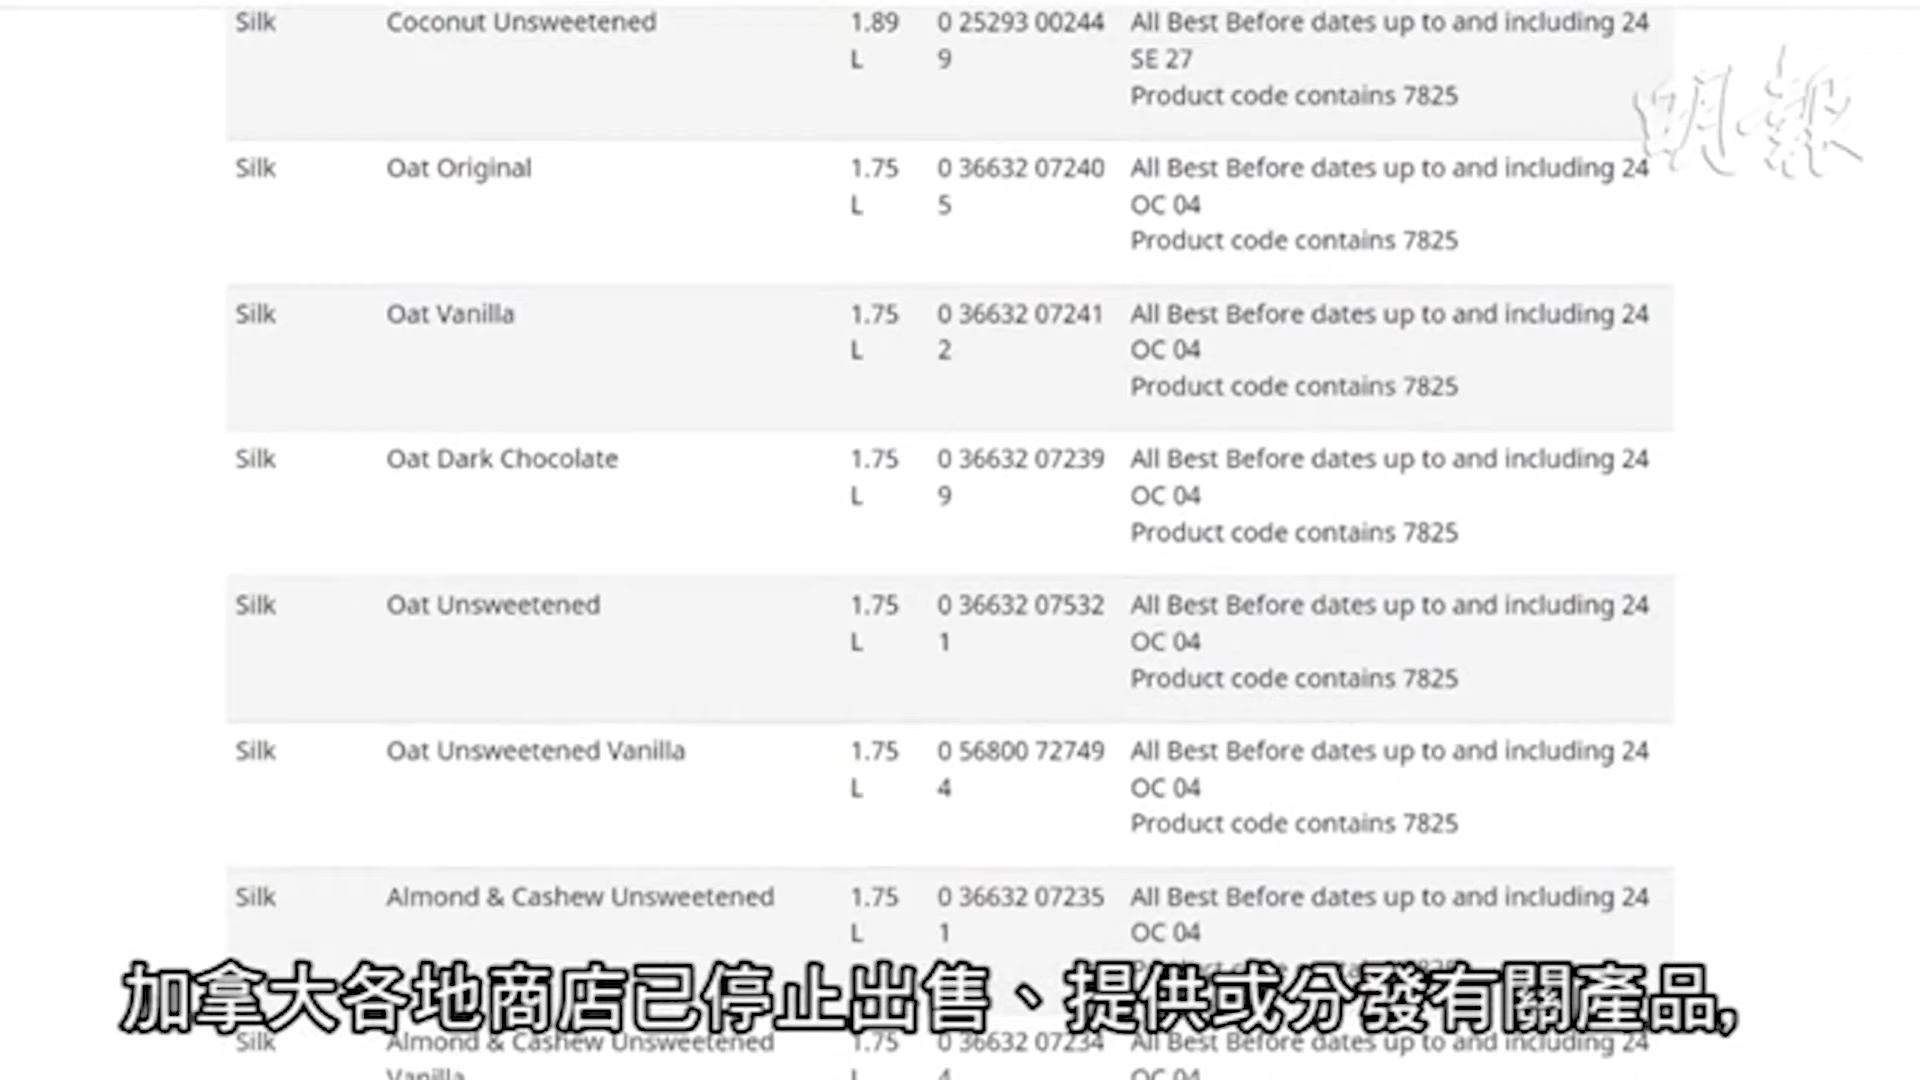 Silk Coconut Unsweetened 1.89 0 25293 00244 All Best Before dates up to and including 24
L 9 SE 27
Product code contains 7825
明報
Silk Oat Original 1.75 0 36632 07240 All Best Before dates up to and including 24
L 5 OC 04
Product code contains 7825
Silk Oat Vanilla 1.75 0 36632 07241 All Best Before dates up to and including 24
L 2 OC 04
Product code contains 7825
Silk Oat Dark Chocolate 1.75 0 36632 07239 All Best Before dates up to and including 24
L 9 OC 04
Product code contains 7825
Silk Oat Unsweetened 1.75 0 36632 07532 All Best Before dates up to and including 24
L 1 OC 04
Product code contains 7825
Silk Oat Unsweetened Vanilla 1.75 0 56800 72749 All Best Before dates up to and including 24
L 4 OC 04
Product code contains 7825
Silk Almond & Cashew Unsweetened 1.75 0 36632 07235 All Best Before dates up to and including 24
L 1 OC 04
加拿大各地商店已停止出售、提供或分發有關產品,
Silk Almond & Cashew Unsweetened 1.75 0 36632 07234 All Best Before dates up to and including 24
Vanilla L 4 OC 04